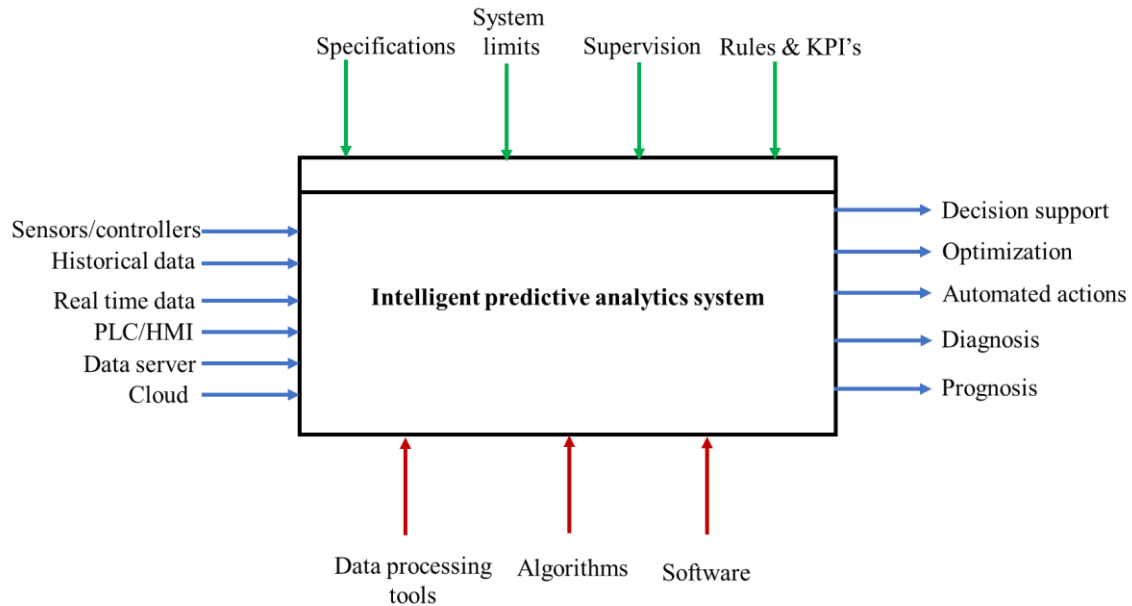 Specifications
System
limits
Supervision
Rules & KPI's
Sensors/controllers
Historical data
Real time data
PLC/HMI
Data server
Cloud
Intelligent predictive analytics system
Decision support
Optimization
Automated actions
Diagnosis
Prognosis
Data processing
tools
Algorithms
Software